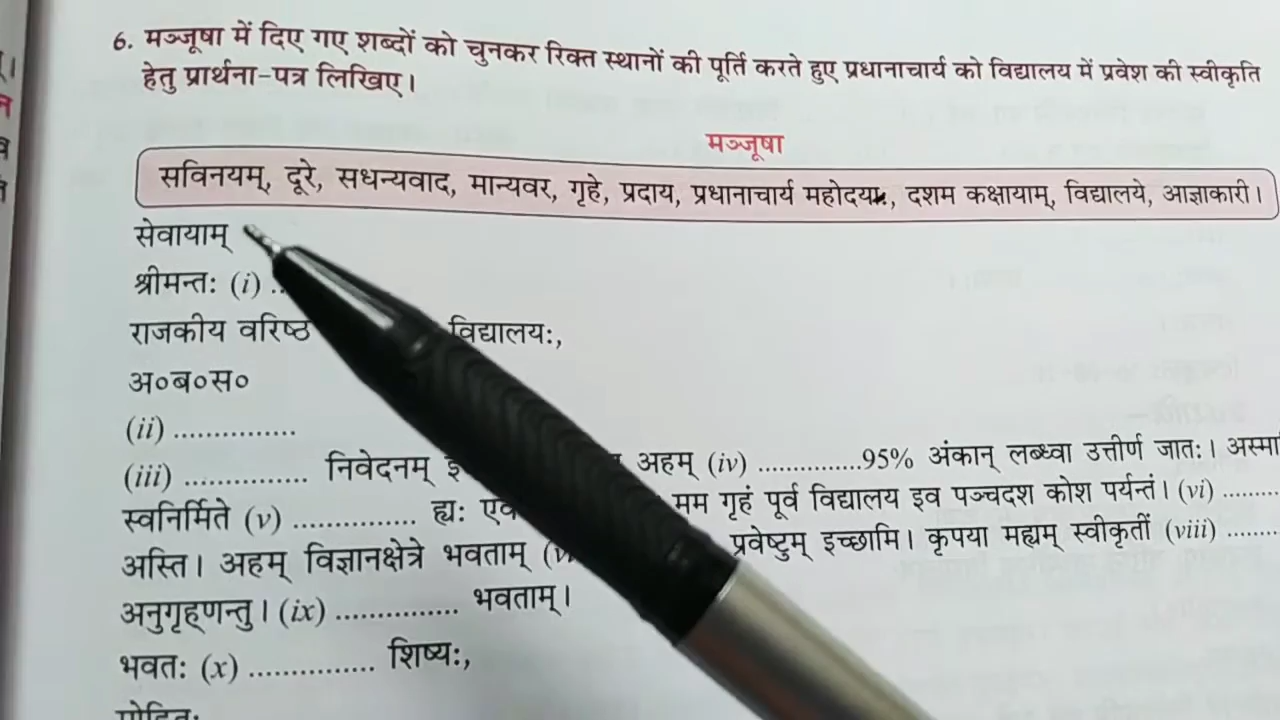 6. मञ्जूषा में दिए गए शब्दों को चुनकर रिक्त स्थानों की पूर्ति करते हुए प्रधानाचार्य को विद्यालय में प्रवेश की स्वीकृति
हेतु प्रार्थना-पत्र लिखिए।
मञ्जूषा
सविनयम्, दूरे, सधन्यवाद, मान्यवर, गृहे, प्रदाय, प्रधानाचार्य महोदय, दशम कक्षायाम्, विद्यालये, आज्ञाकारी।
सेवायाम्
श्रीमन्तः (i) ..
राजकीय वरिष्ठ विद्यालयः,
अ०ब०स०
(ii) ..............
(iii) .............. निवेदनम् अहम् (iv) ..............95% अंकान् लब्ध्वा उत्तीर्ण जातः।
स्वनिर्मिते (v) .............. ह्यः मम गृहं पूर्व विद्यालय इव पञ्चदश कोश पर्यन्तं। (vi) ........
अस्ति। अहम् विज्ञानक्षेत्रे भवताम् प्रवेष्टुम् इच्छामि। कृपया मह्यम् स्वीकृतीं (viii) ........
अनुगृह्णन्तु। (ix) .............. भवताम्।
भवतः (x) .............. शिष्यः,